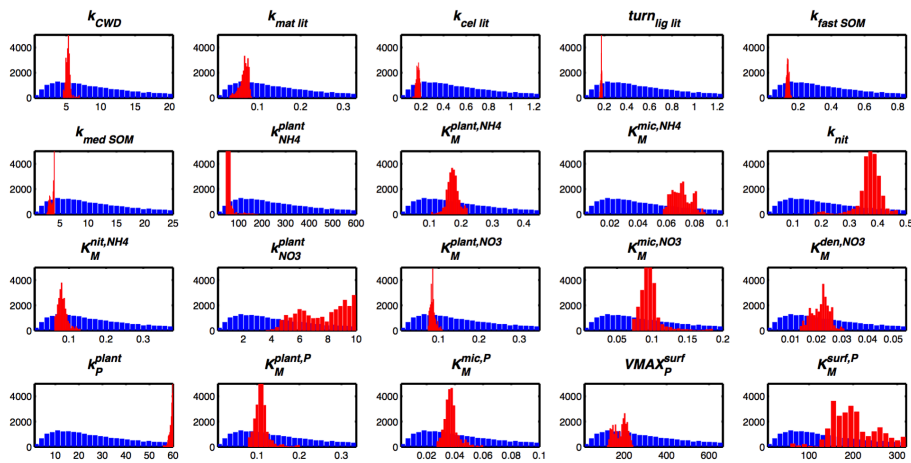 k_CWD k_mat lit k_cel lit turn_lig lit k_fast SOM
4000 4000 4000 4000 4000
2000 2000 2000 2000 2000
0 0 0 0 0
5 10 15 20 0.1 0.2 0.3 0.2 0.4 0.6 0.8 1 1.2 0.2 0.4 0.6 0.8 1 1.2 0.2 0.4 0.6 0.8
k_med SOM k_NH4^plant K_M^plant,NH4 K_M^mic,NH4 k_nit
4000 4000 4000 4000 4000
2000 2000 2000 2000 2000
0 0 0 0 0
5 10 15 20 25 100 200 300 400 500 600 0.1 0.2 0.3 0.4 0.02 0.04 0.06 0.08 0.1 0.1 0.2 0.3 0.4 0.5
K_M^nit,NH4 k_NO3^plant K_M^plant,NO3 K_M^mic,NO3 K_M^den,NO3
4000 4000 4000 4000 4000
2000 2000 2000 2000 2000
0 0 0 0 0
0.1 0.2 0.3 2 4 6 8 10 0.1 0.2 0.3 0.05 0.1 0.15 0.2 0.01 0.02 0.03 0.04 0.05
k_P^plant K_M^plant,P K_M^mic,P VMAX_P^surf K_M^surf,P
4000 4000 4000 4000 4000
2000 2000 2000 2000 2000
0 0 0 0 0
10 20 30 40 50 60 0.1 0.2 0.3 0.02 0.04 0.06 0.08 0.1 200 400 600 50 100 150 200 250 300